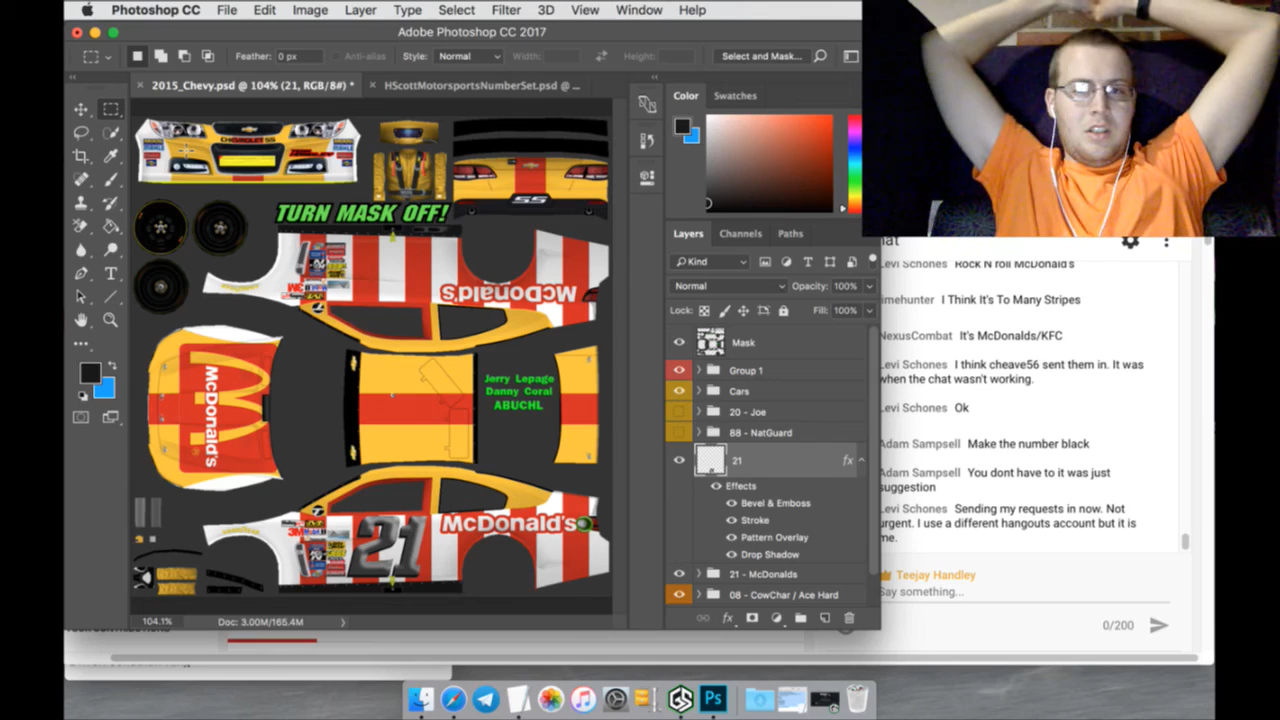 Photoshop CC File Edit Image Layer Type Select Filter 3D View Window Help
Adobe Photoshop CC 2017
Feather: 0 px Anti-alias Style: Normal Width: Height: Select and Mask...
2015_Chevy.psd @ 104% (21, RGB/8#) *
HScottMotorsportsNumberSet.psd @ ...
Color Swatches
TURN MASK OFF!
SS
McDonald's
McDonald's
Jerry Lepage
Danny Coral
ABUCHL
McDonald's
21
104.1% Doc: 3.00M/165.4M
Layers Channels Paths
Kind
Normal Opacity: 100%
Lock: Fill: 100%
Mask
Group 1
Cars
20 - Joe
88 - NatGuard
21 fx
Effects
Bevel & Emboss
Stroke
Pattern Overlay
Drop Shadow
21 - McDonalds
08 - CowChar / Ace Hard
fx
Levi Schones Rock N roll McDonald's
I Think It's To Many Stripes
NexusCombat It's McDonalds/KFC
Levi Schones I think cheave56 sent them in. It was
when the chat wasn't working.
Levi Schones Ok
Adam Sampsell Make the number black
Adam Sampsell You dont have to it was just
suggestion
Levi Schones Sending my requests in now. Not
urgent. I use a different hangouts account but it is
me.
Teejay Handley
Say something...
0/200
Ps